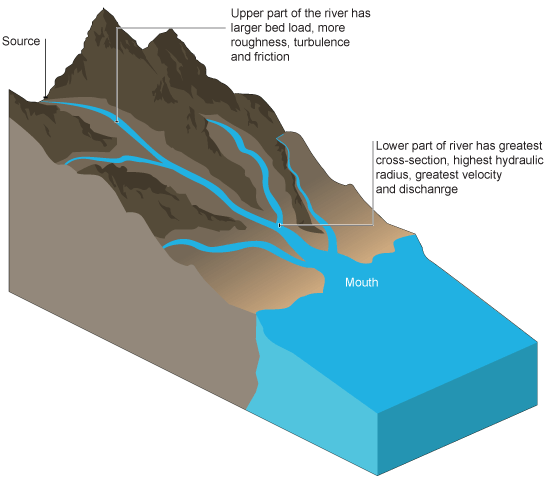 Upper part of the river has
larger bed load, more
roughness, turbulence
and friction
Source
Lower part of river has greatest
cross-section, highest hydraulic
radius, greatest velocity
and dischanrge
Mouth